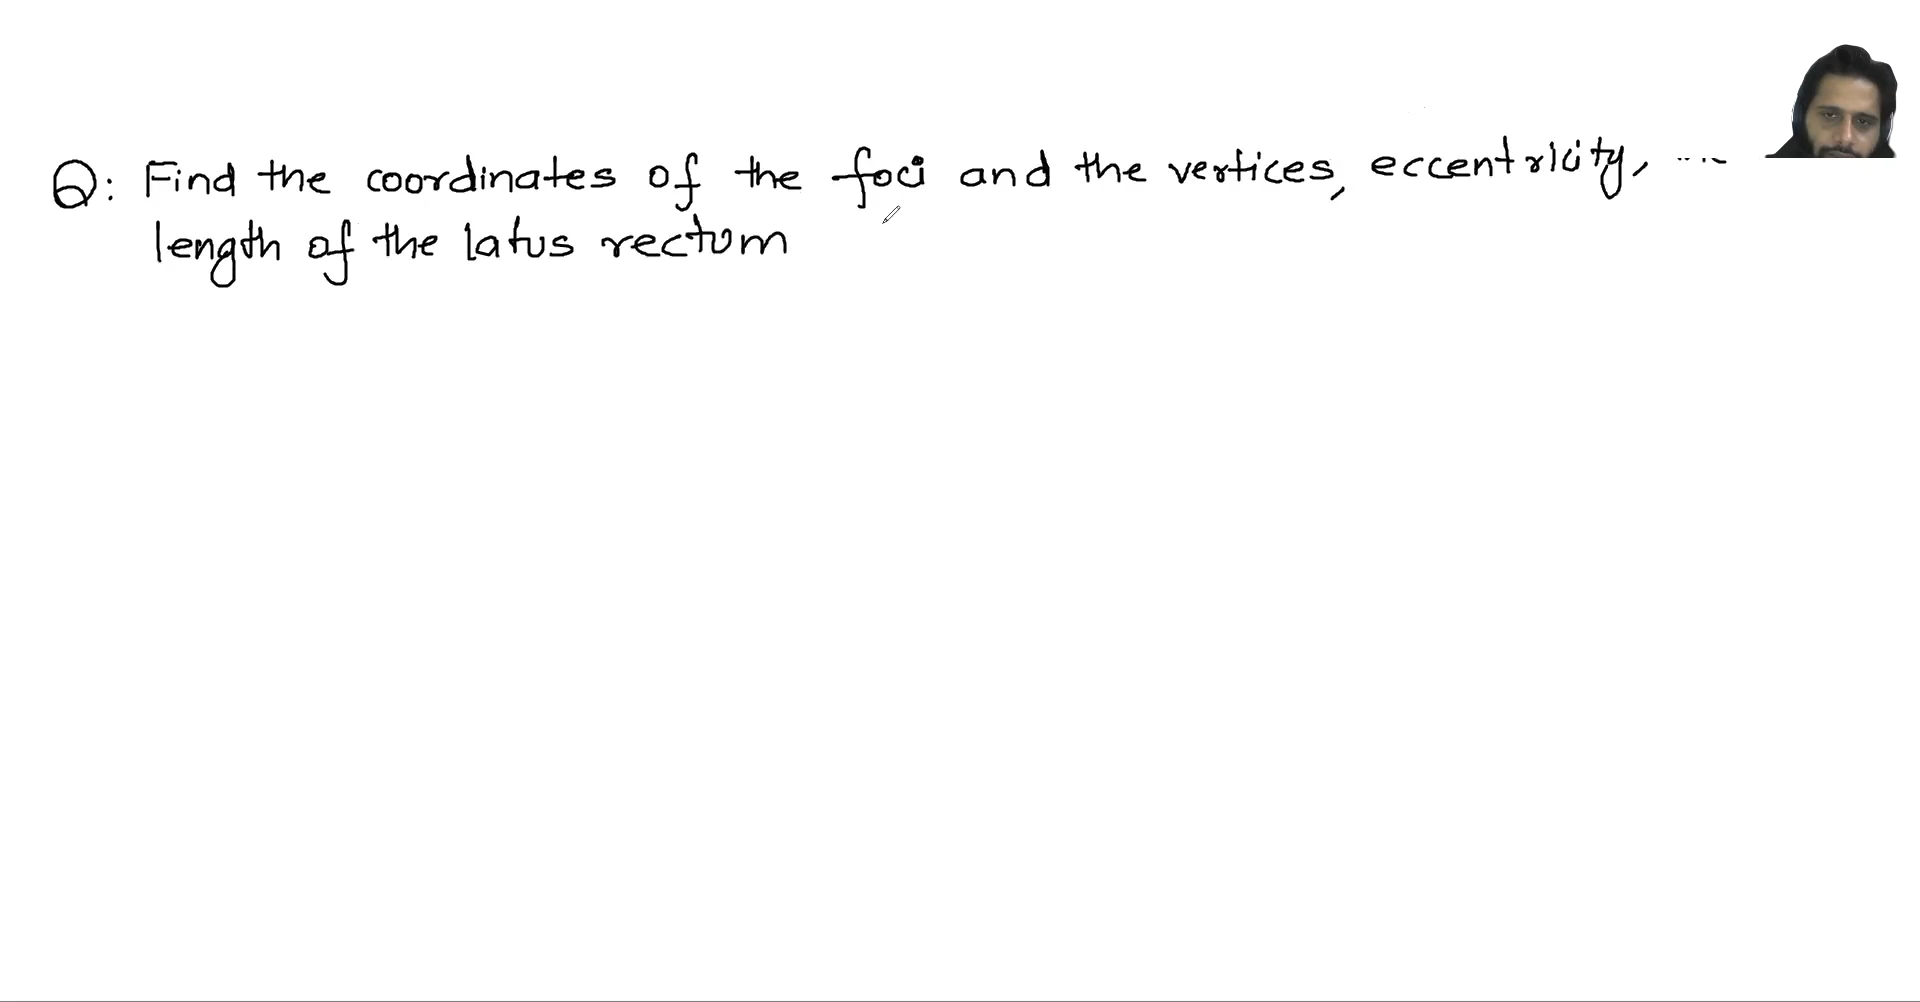 Q: Find the coordinates of the foci and the vertices, eccentricity,
length of the latus rectum